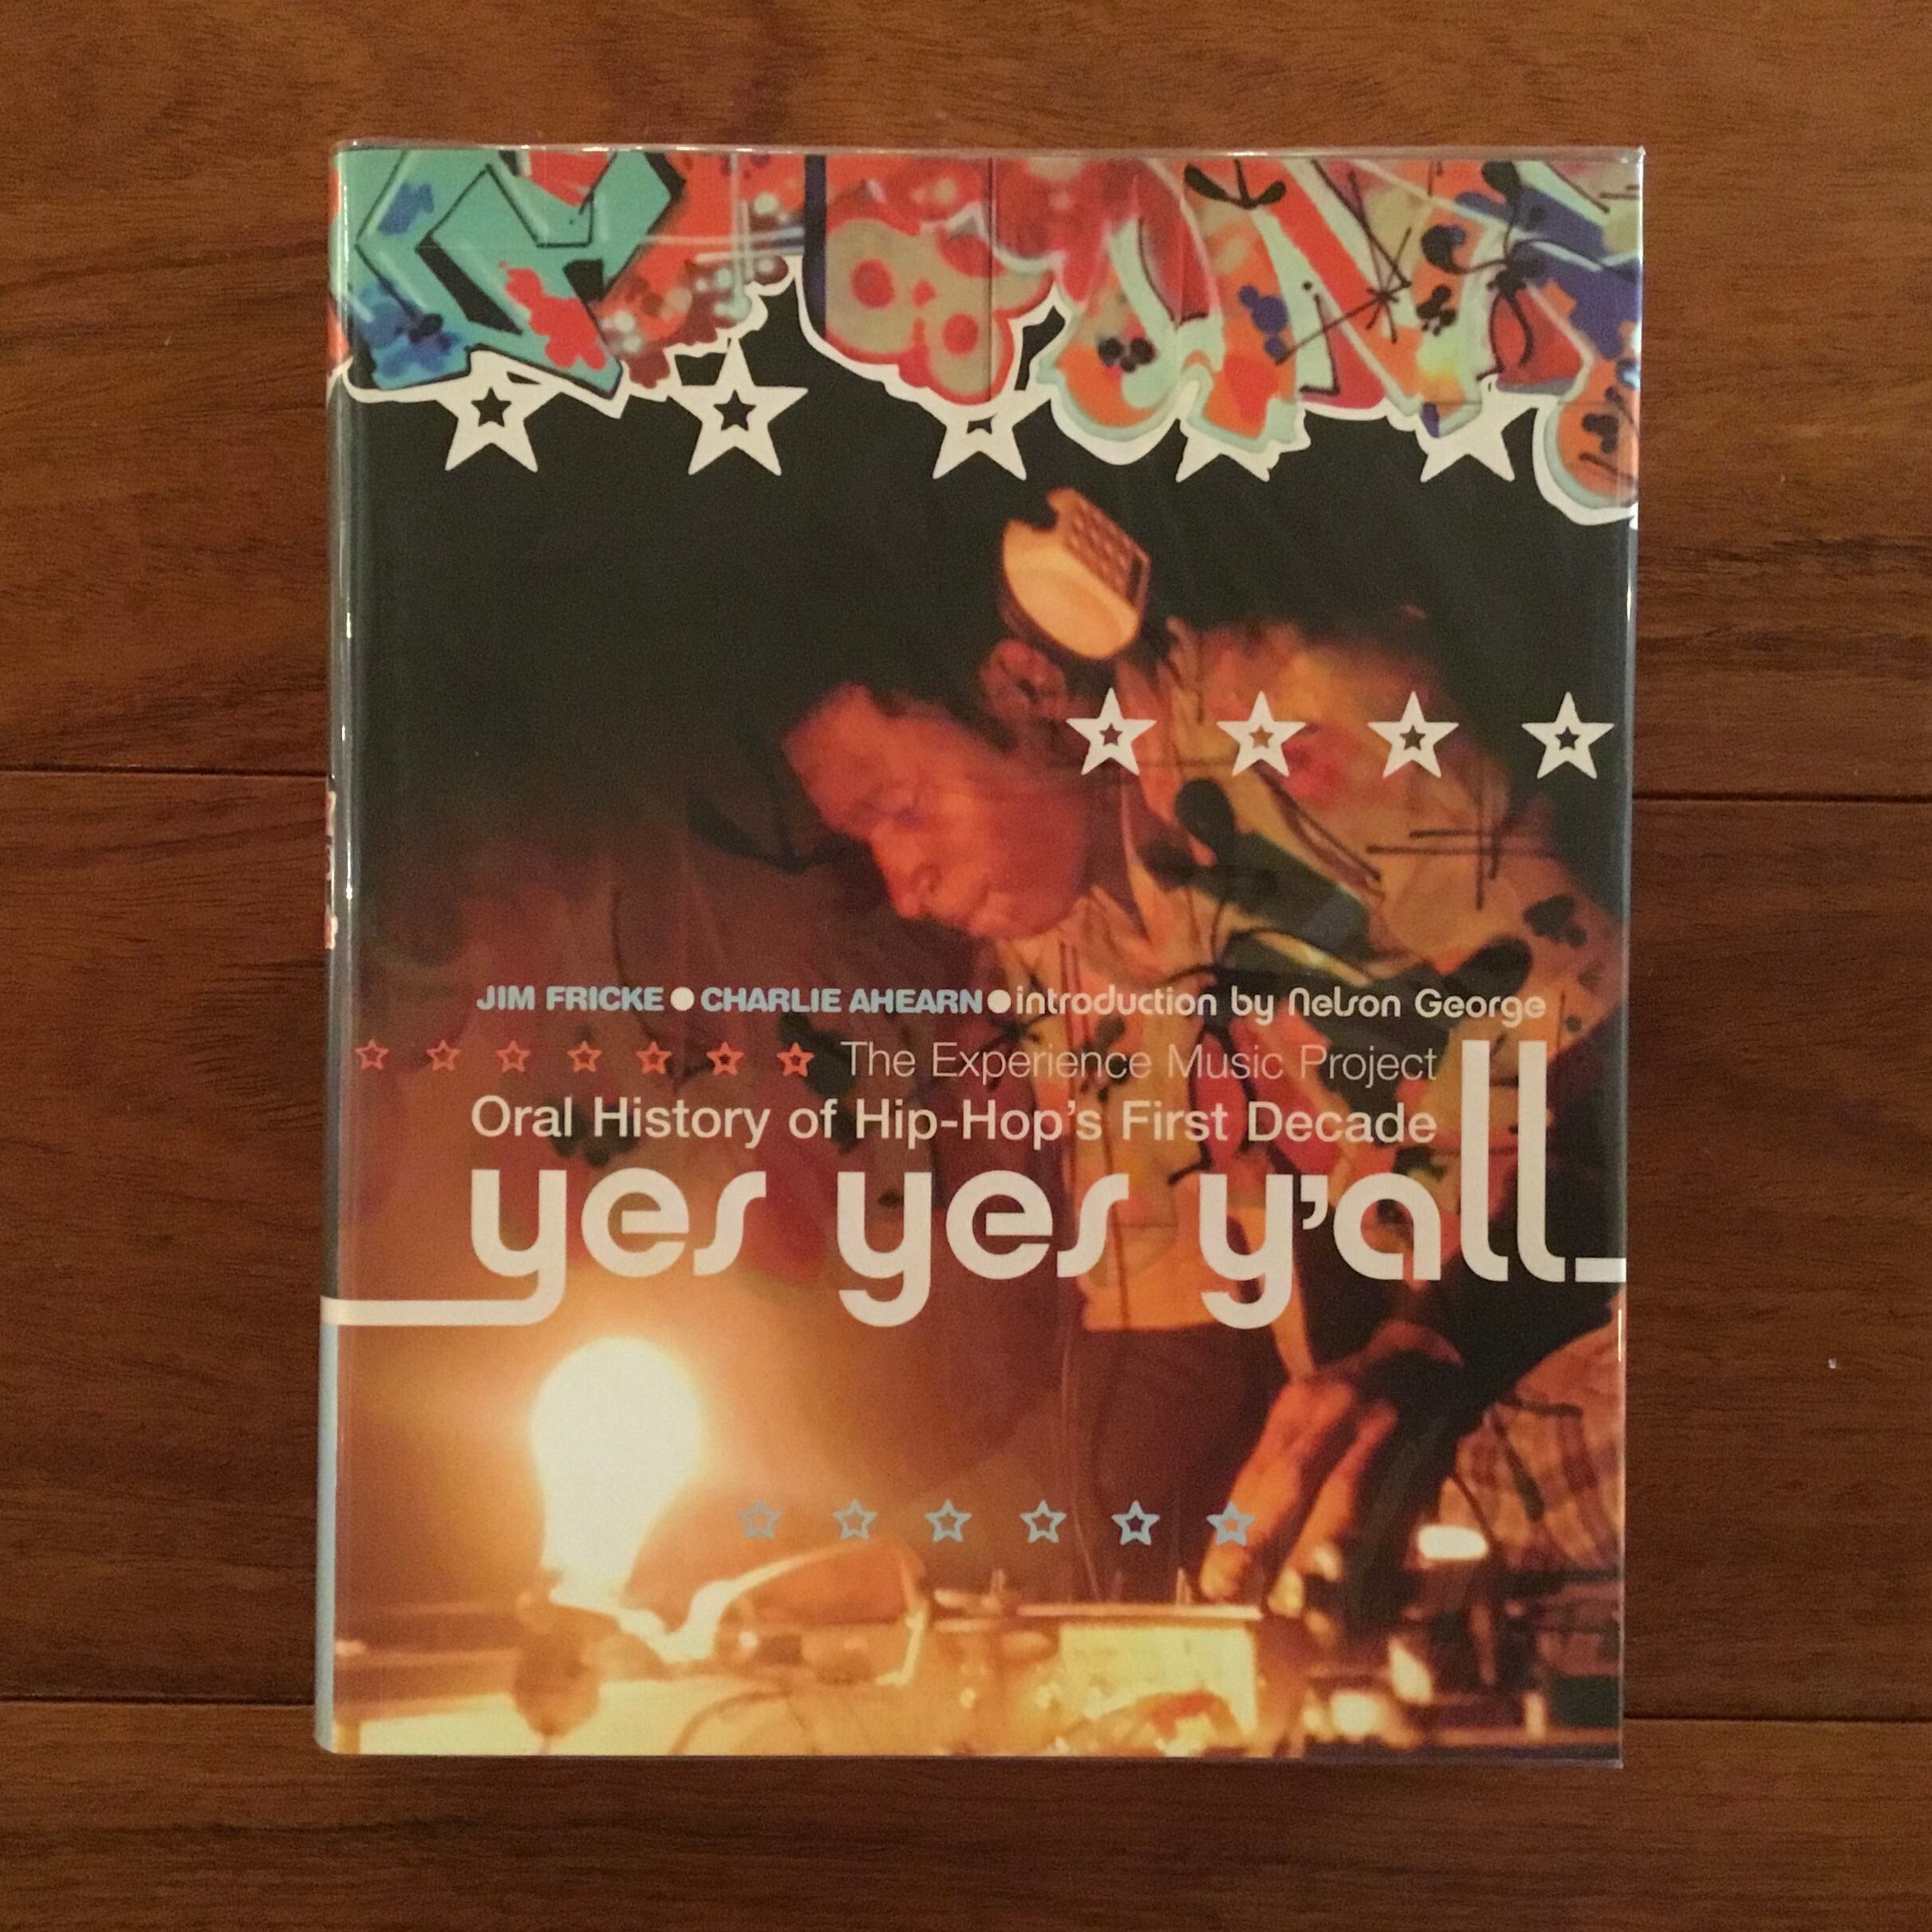 JIM FRICKE ● CHARLIE AHEARN ● introduction by Nelson George
The Experience Music Project
Oral History of Hip-Hop's First Decade
yes yes y'all